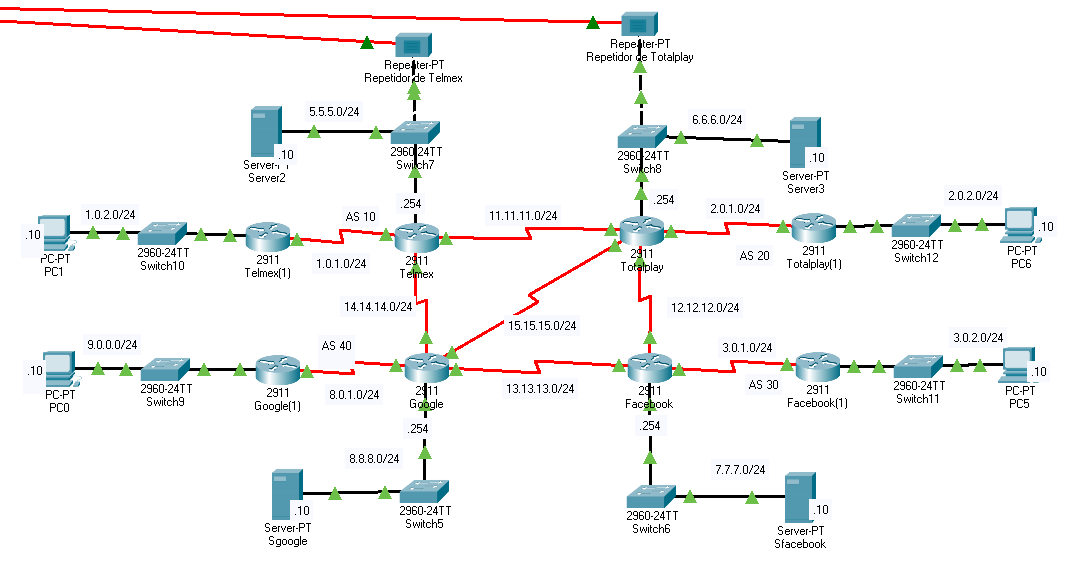 Repeater-PT
Repetidor de Totalplay
Repeater-PT
Repetidor de Telmex
5.5.5.0/24
6.6.6.0/24
2960-24TT
Switch7
2960-24TT
Switch8
.10
Server-PT
Server2
.10
Server-PT
Server3
.254
.254
1.0.2.0/24
AS 10
11.11.11.0/24
2.0.1.0/24
2.0.2.0/24
.10
PC-PT
PC1
2960-24TT
Switch10
2911
Telmex(1)
1.0.1.0/24
2911
Telmex
2911
Totalplay
AS 20
2911
Totalplay(1)
2960-24TT
Switch12
.10
PC-PT
PC6
14.14.14.0/24
15.15.15.0/24
12.12.12.0/24
9.0.0.0/24
AS 40
3.0.1.0/24
3.0.2.0/24
.10
PC-PT
PC0
2960-24TT
Switch9
2911
Google(1)
8.0.1.0/24
2911
Google
13.13.13.0/24
2911
Facebook
AS 30
2911
Facebook(1)
2960-24TT
Switch11
.10
PC-PT
PC5
.254
.254
8.8.8.0/24
7.7.7.0/24
.10
Server-PT
Sgoogle
2960-24TT
Switch5
2960-24TT
Switch6
.10
Server-PT
Sfacebook